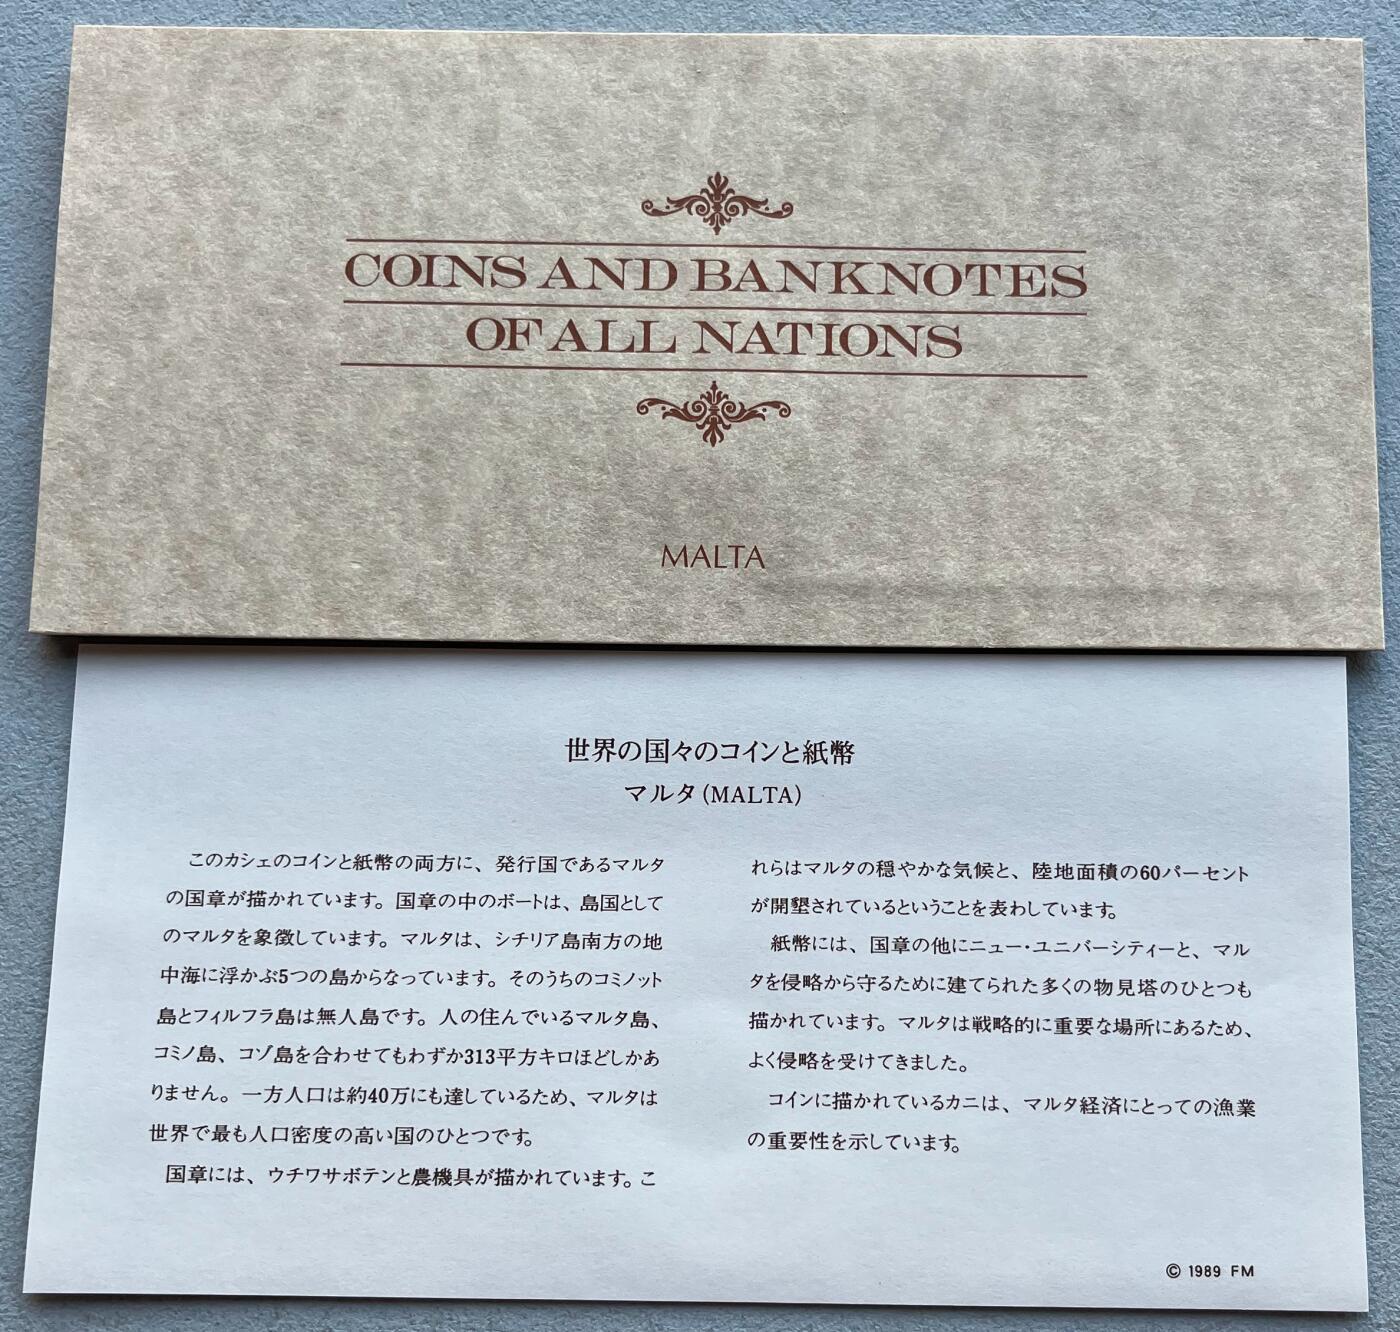 COINS AND BANKNOTES
OF ALL NATIONS
MALTA
世界の国々のコインと紙幣
マルタ(MALTA)
このカシェのコインと紙幣の両方に、発行国であるマルタ
の国章が描かれています。国章の中のボートは、島国として
のマルタを象徴しています。マルタは、シチリア島南方の地
中海に浮かぶ5つの島からなっています。そのうちのコミノット
島とフィルフラ島は無人島です。人の住んでいるマルタ島、
コミノ島、コゾ島を合わせてもわずか313平方キロほどしかあ
りません。一方人口は約40万にも達しているため、マルタは
世界で最も人口密度の高い国のひとつです。
国章には、ウチワサボテンと農機具が描かれています。こ
れらはマルタの穏やかな気候と、陸地面積の60パーセント
が開墾されているということを表わしています。
紙幣には、国章の他にニュー・ユニバーシティーと、マル
タを侵略から守るために建てられた多くの物見塔のひとつも
描かれています。マルタは戦略的に重要な場所にあるため、
よく侵略を受けてきました。
コインに描かれているカニは、マルタ経済にとっての漁業
の重要性を示しています。
© 1989 FM